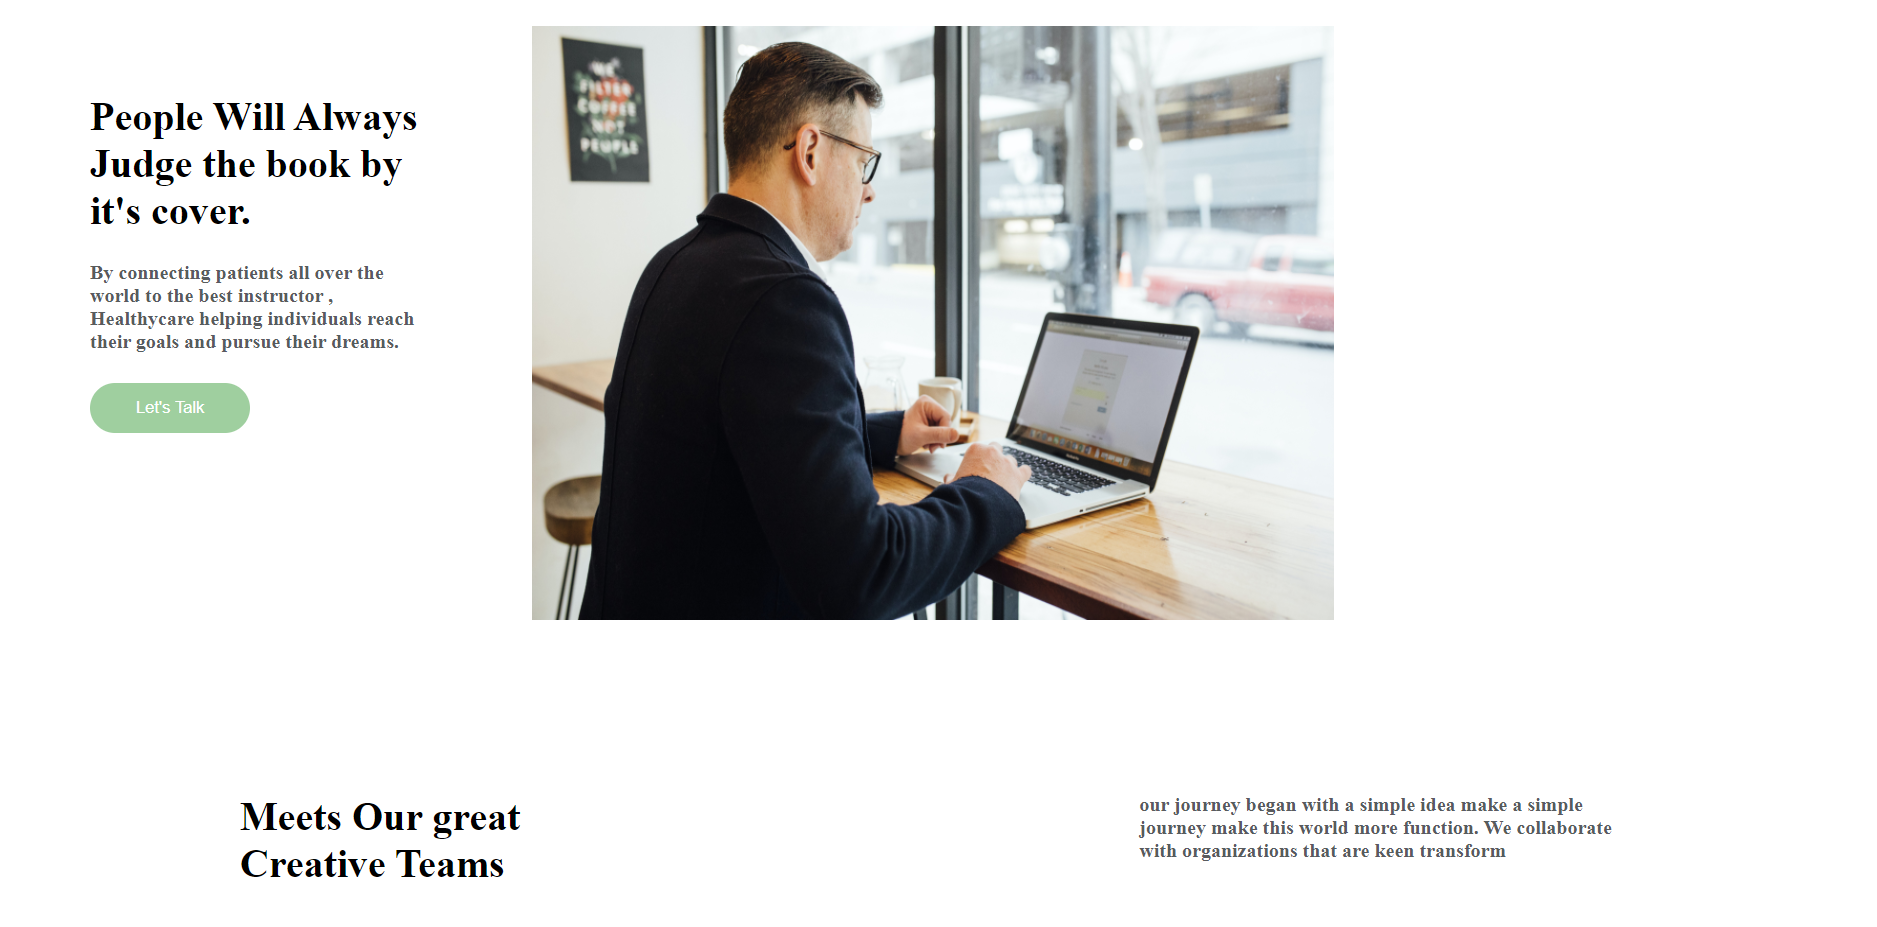 People Will Always
Judge the book by
it's cover.
By connecting patients all over the
world to the best instructor ,
Healthycare helping individuals reach
their goals and pursue their dreams.
Let's Talk
WE
FILTER
COFFEE
NOT
PEOPLE
Meets Our great
Creative Teams
our journey began with a simple idea make a simple
journey make this world more function. We collaborate
with organizations that are keen transform